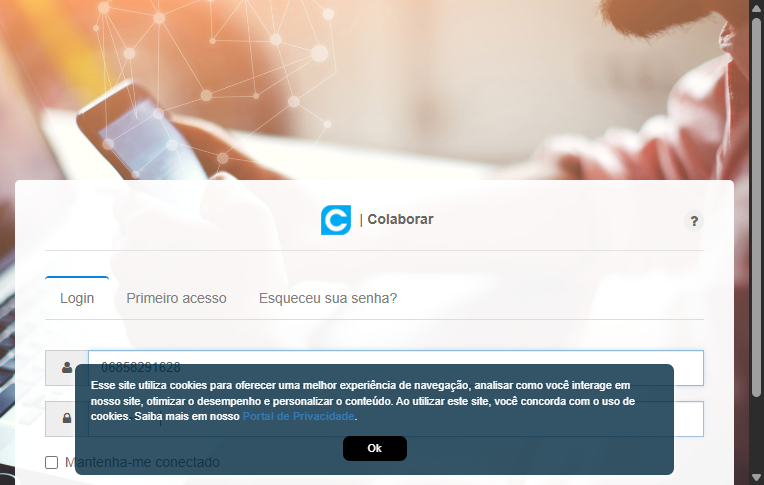 | Colaborar
?
Login Primeiro acesso Esqueceu sua senha?
06858291628
Esse site utiliza cookies para oferecer uma melhor experiência de navegação, analisar como você interage em
nosso site, otimizar o desempenho e personalizar o conteúdo. Ao utilizar este site, você concorda com o uso de
cookies. Saiba mais em nosso Portal de Privacidade.
Ok
Mantenha-me conectado